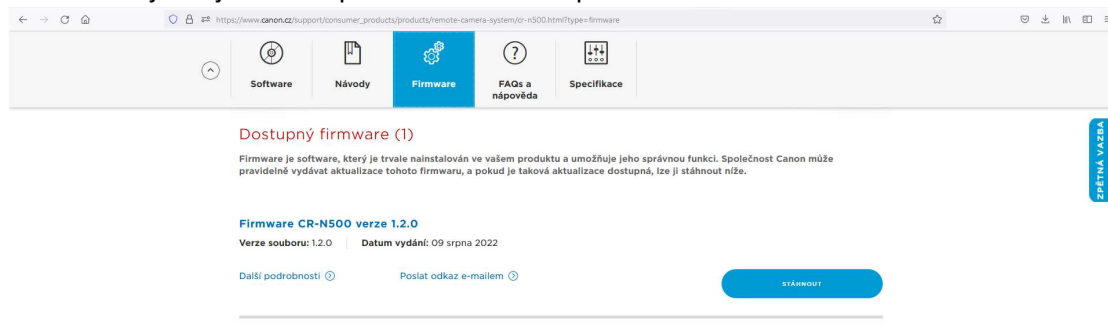 https://www.canon.cz/support/consumer_products/products/remote-camera-system/cr-n500.html?type=firmware
Software
Návody
Firmware
FAQs a
nápověda
Specifikace
Dostupný firmware (1)
Firmware je software, který je trvale nainstalován ve vašem produktu a umožňuje jeho správnou funkci. Společnost Canon může
pravidelně vydávat aktualizace tohoto firmwaru, a pokud je taková aktualizace dostupná, lze ji stáhnout níže.
ZPĚTNÁ VAZBA
Firmware CR-N500 verze 1.2.0
Verze souboru: 1.2.0 Datum vydání: 09 srpna 2022
Další podrobnosti Poslat odkaz e-mailem
STÁHNOUT